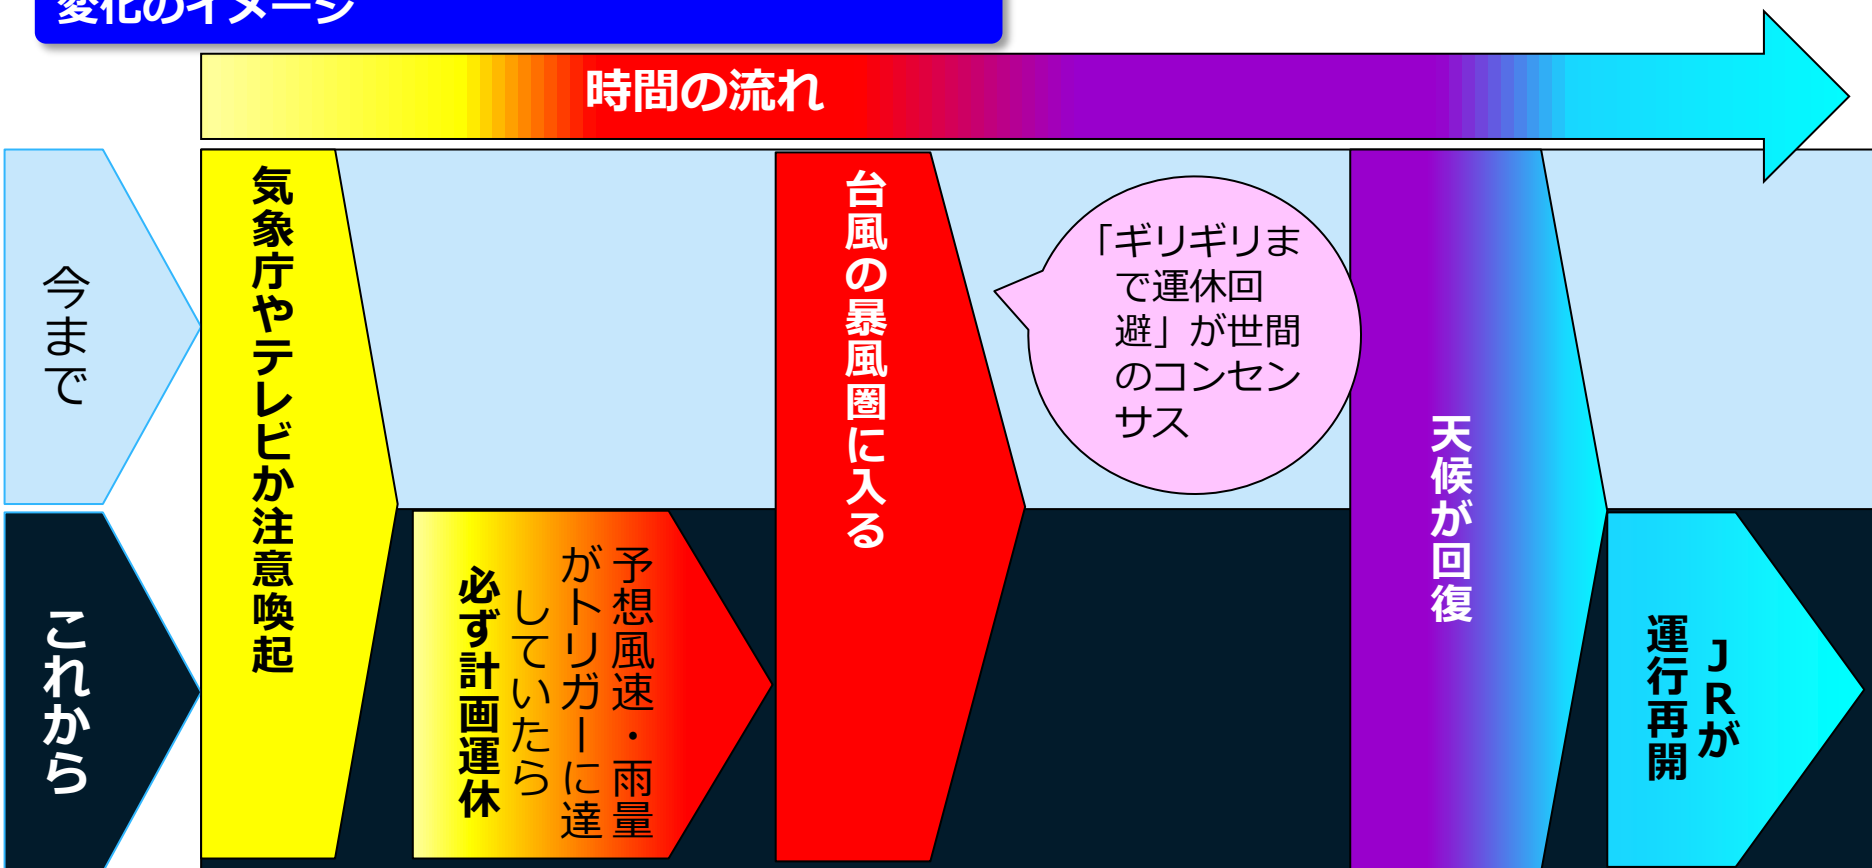 変化のイメージ
時間の流れ
今まで
気象庁やテレビか注意喚起
台風の暴風圏に入る
「ギリギリま
で運休回
避」が世間
のコンセン
サス
天候が回復
これから
予想風速・雨量
がトリガーに達
していたら
必ず計画運休
ＪＲが
運行再開